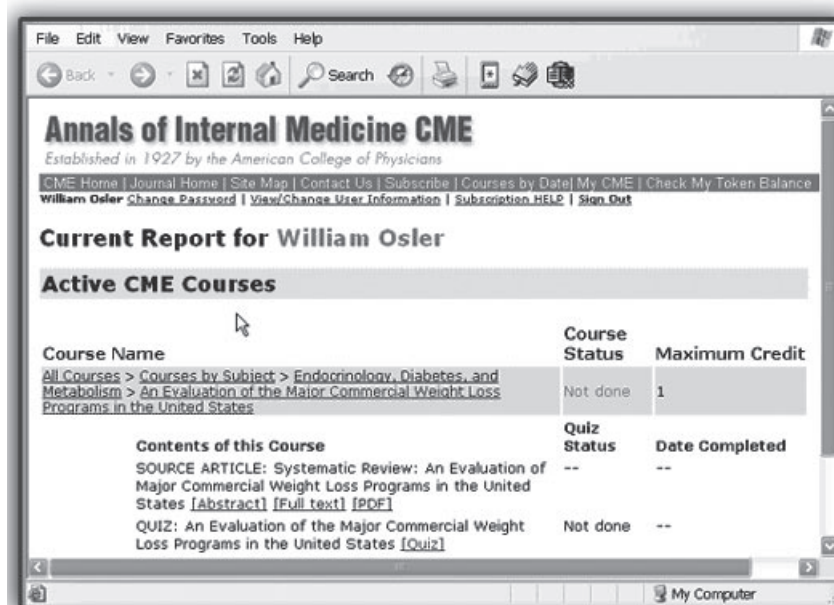 File Edit View Favorites Tools Help
Back Search
Annals of Internal Medicine CME
Established in 1927 by the American College of Physicians
CME Home | Journal Home | Site Map | Contact Us | Subscribe | Courses by Date| My CME | Check My Token Balance
William Osler Change Password | View/Change User Information | Subscription HELP | Sign Out
Current Report for William Osler
Active CME Courses
Course Name Course Status Maximum Credit
All Courses > Courses by Subject > Endocrinology, Diabetes, and
Metabolism > An Evaluation of the Major Commercial Weight Loss
Programs in the United States
Not done 1
Contents of this Course Quiz Status Date Completed
SOURCE ARTICLE: Systematic Review: An Evaluation of -- --
Major Commercial Weight Loss Programs in the United
States [Abstract] [Full text] [PDF]
QUIZ: An Evaluation of the Major Commercial Weight Not done --
Loss Programs in the United States [Quiz]
My Computer